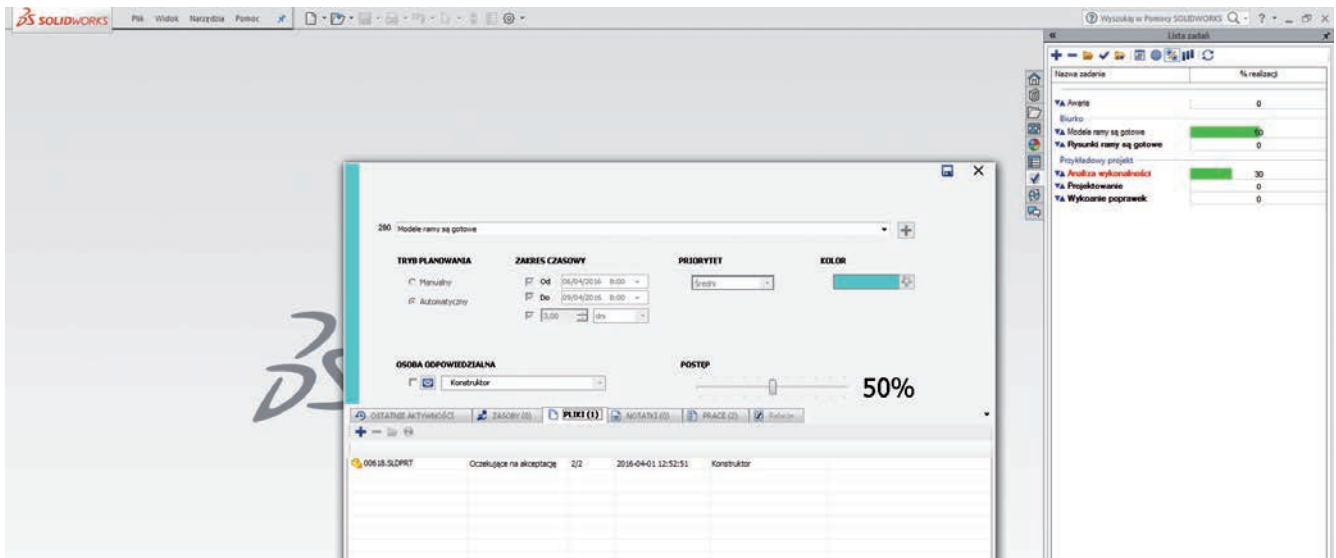 SOLIDWORKS Plik Widok Narzędzia Pomoc
Wyszukaj w Pomocy SOLIDWORKS
Lista zadań
Nazwa zadania % realizacji
Awaria 0
Biurko
Modele ramy są gotowe 50
Rysunki ramy są gotowe 0
Przykładowy projekt
Analiza wykonalności 30
Projektowanie 0
Wykoanie poprawek 0
280 Modele ramy są gotowe
TRYB PLANOWANIA ZAKRES CZASOWY PRIORYTET KOLOR
Manualny Od 06/04/2016 8:00 Średni
Automatyczny Do 09/04/2016 8:00
3,00 dni
OSOBA ODPOWIEDZIALNA POSTĘP
Konstruktor 50%
OSTATNIE AKTYWNOŚCI ZASOBY (0) PLIKI (1) NOTATKI (0) PRACE (2) Relacje
00618.SLDPRT Oczekujące na akceptację 2/2 2016-04-01 12:52:51 Konstruktor